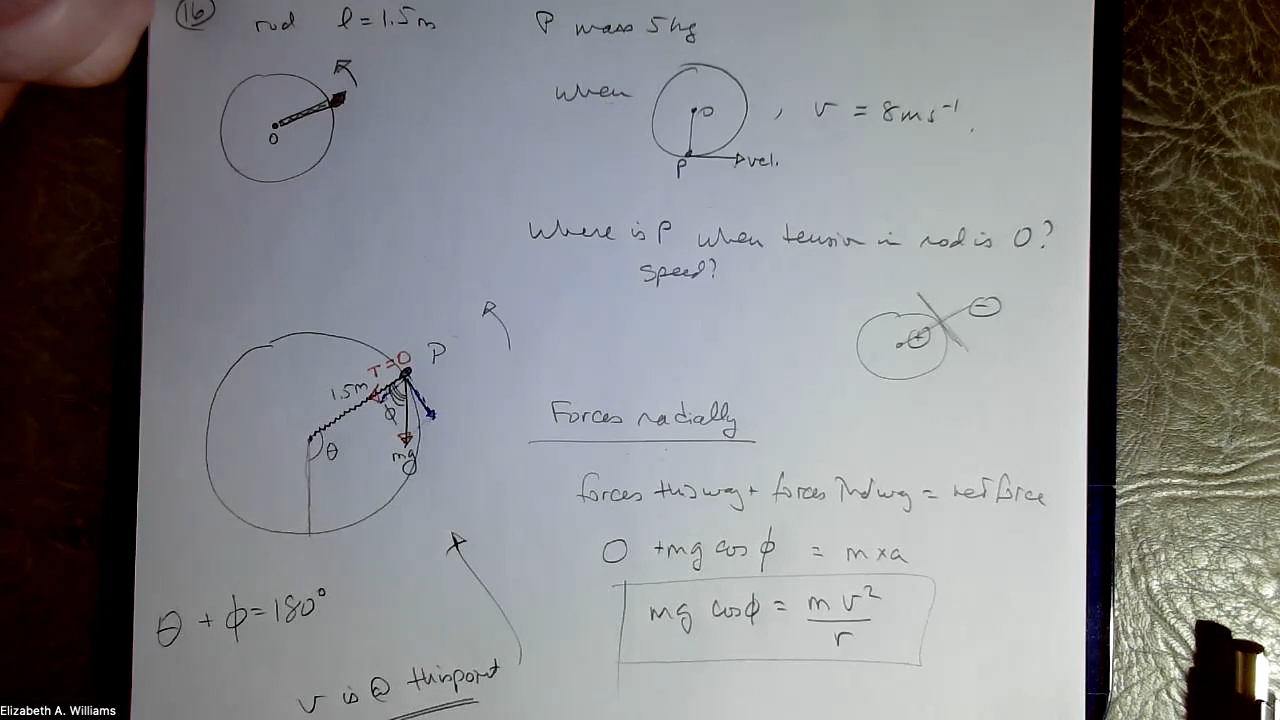 16 rod l = 1.5m P mass 5kg
O
when O P vel. , v = 8ms⁻¹.
Where is P when tension in rod is 0?
speed?
+ −
T=0 P
1.5m φ θ mg
Forces radially
forces this way + forces this way = net force
0 + mg cos φ = m×a
mg cosφ = mv²/r
θ + φ = 180°
v is @ this point
Elizabeth A. Williams